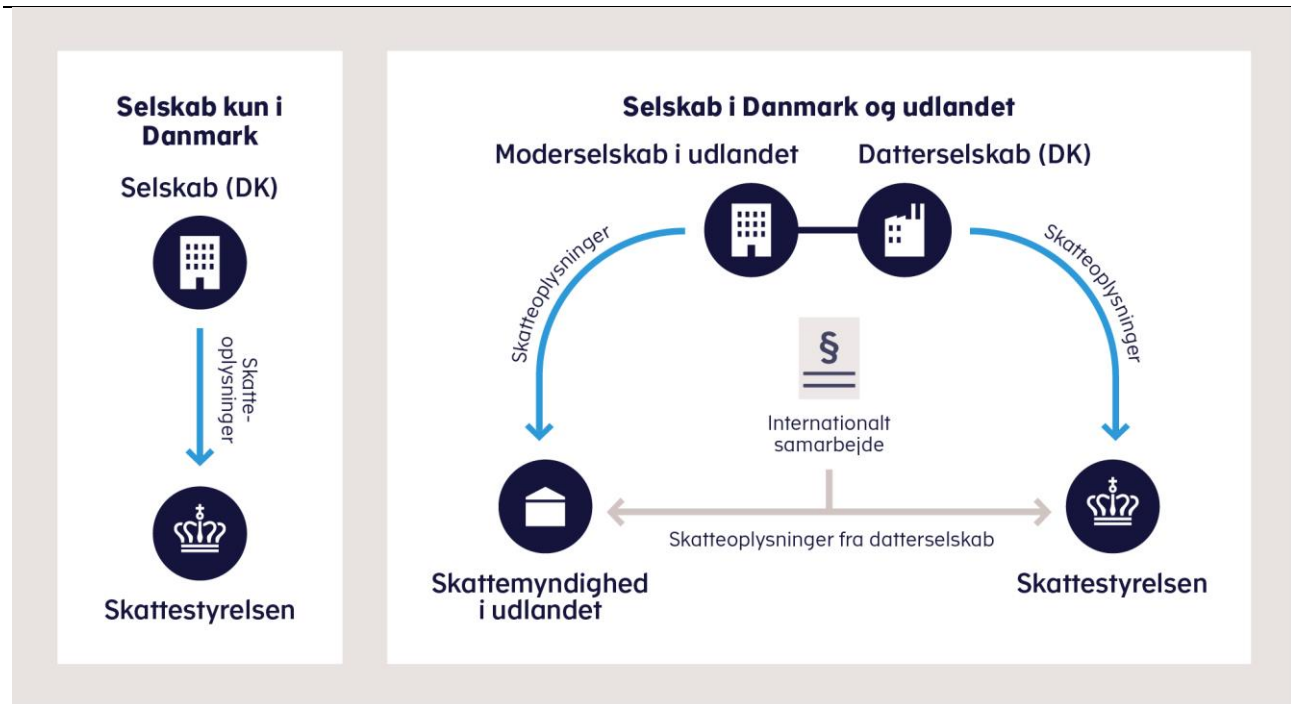 Selskab kun i
Danmark
Selskab (DK)
Skatte-
oplysninger
Skattestyrelsen
Selskab i Danmark og udlandet
Moderselskab i udlandet
Datterselskab (DK)
Skatteoplysninger
Skatteoplysninger
§
Internationalt
samarbejde
Skatteoplysninger fra datterselskab
Skattemyndighed
i udlandet
Skattestyrelsen